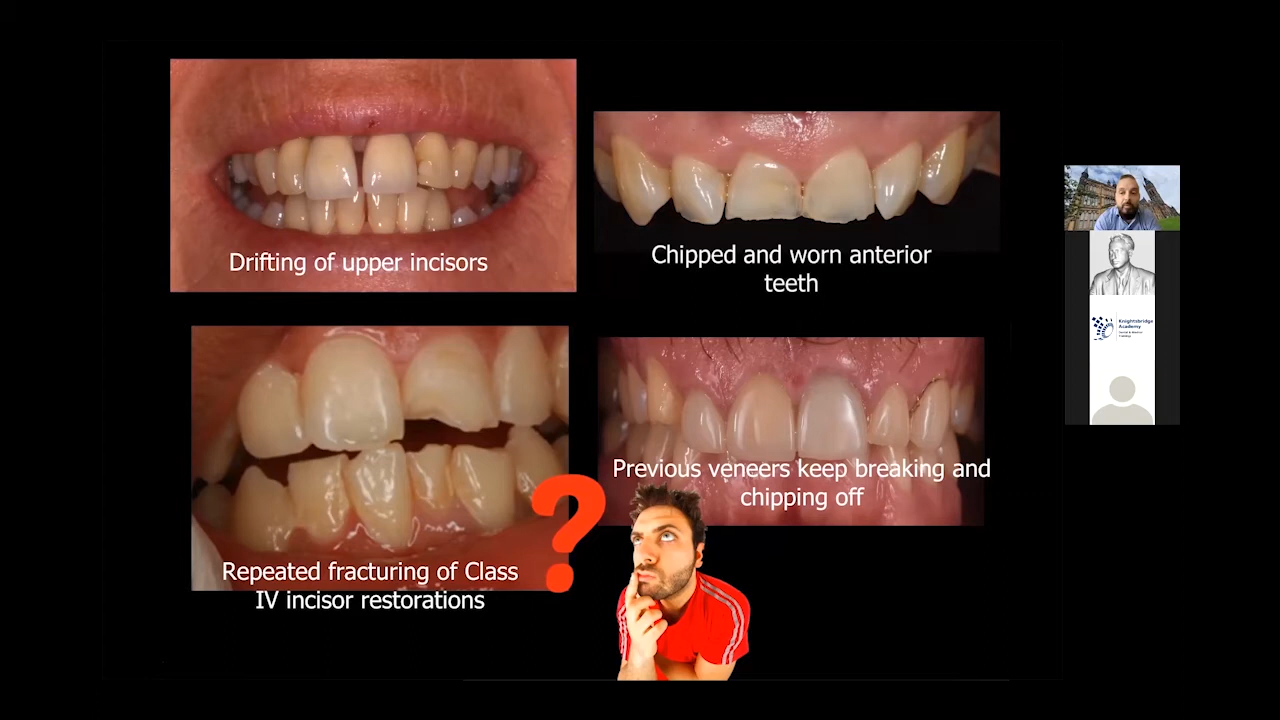 Drifting of upper incisors
Chipped and worn anterior
teeth
Repeated fracturing of Class
IV incisor restorations
Previous veneers keep breaking and
chipping off
?
Knightsbridge
Academy